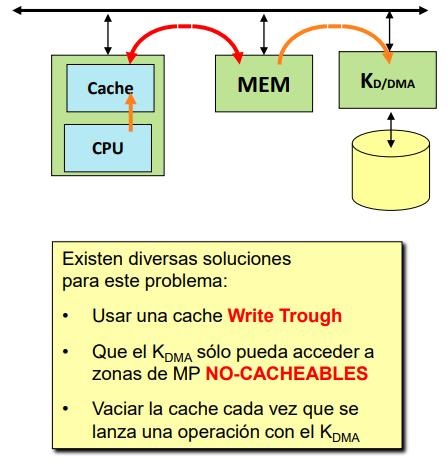 Cache
MEM
KD/DMA
CPU
Existen diversas soluciones
para este problema:
• Usar una cache Write Trough
• Que el KDMA sólo pueda acceder a
zonas de MP NO-CACHEABLES
• Vaciar la cache cada vez que se
lanza una operación con el KDMA